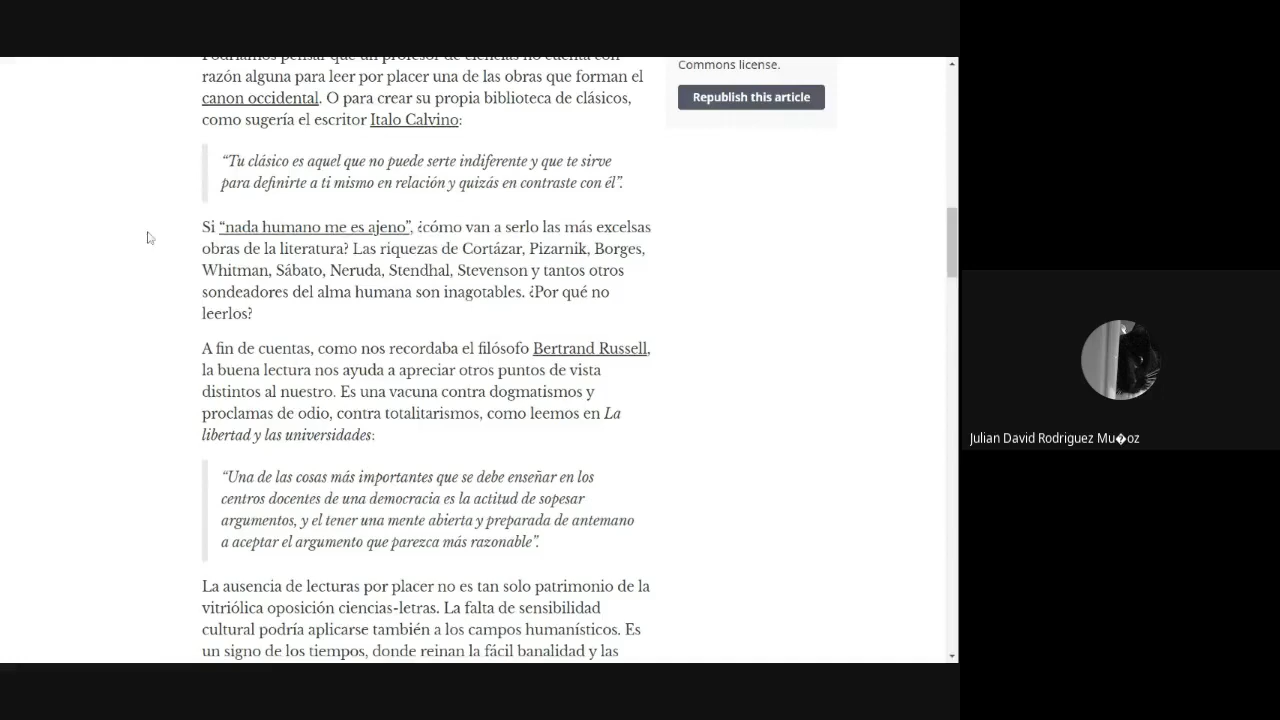 Podríamos pensar que un profesor de ciencias no cuenta con
razón alguna para leer por placer una de las obras que forman el
canon occidental. O para crear su propia biblioteca de clásicos,
como sugería el escritor Italo Calvino:
“Tu clásico es aquel que no puede serte indiferente y que te sirve
para definirte a ti mismo en relación y quizás en contraste con él”.
Si “nada humano me es ajeno”, ¿cómo van a serlo las más excelsas
obras de la literatura? Las riquezas de Cortázar, Pizarnik, Borges,
Whitman, Sábato, Neruda, Stendhal, Stevenson y tantos otros
sondeadores del alma humana son inagotables. ¿Por qué no
leerlos?
A fin de cuentas, como nos recordaba el filósofo Bertrand Russell,
la buena lectura nos ayuda a apreciar otros puntos de vista
distintos al nuestro. Es una vacuna contra dogmatismos y
proclamas de odio, contra totalitarismos, como leemos en La
libertad y las universidades:
“Una de las cosas más importantes que se debe enseñar en los
centros docentes de una democracia es la actitud de sopesar
argumentos, y el tener una mente abierta y preparada de antemano
a aceptar el argumento que parezca más razonable”.
La ausencia de lecturas por placer no es tan solo patrimonio de la
vitriólica oposición ciencias-letras. La falta de sensibilidad
cultural podría aplicarse también a los campos humanísticos. Es
un signo de los tiempos, donde reinan la fácil banalidad y las
Commons license.
Republish this article
Julian David Rodriguez Mu�oz